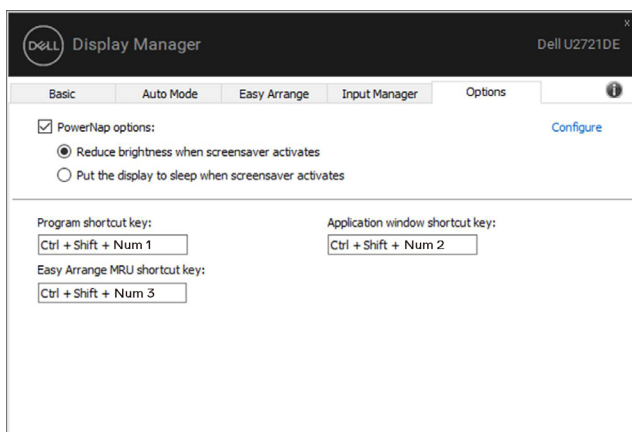 x
DELL Display Manager Dell U2721DE
Basic Auto Mode Easy Arrange Input Manager Options i
PowerNap options: Configure
Reduce brightness when screensaver activates
Put the display to sleep when screensaver activates
Program shortcut key: Application window shortcut key:
Ctrl + Shift + Num 1 Ctrl + Shift + Num 2
Easy Arrange MRU shortcut key:
Ctrl + Shift + Num 3